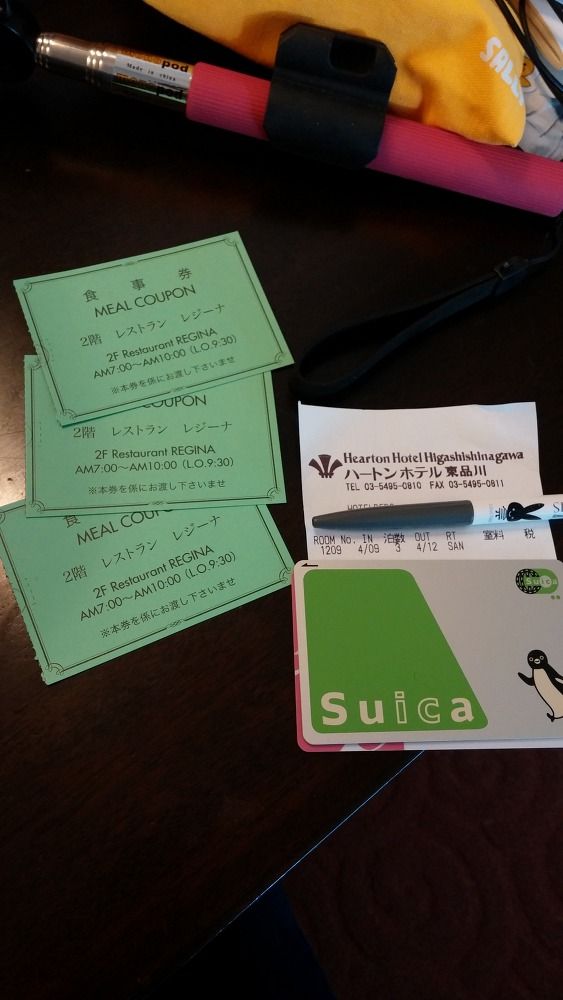 pod
Made in china
SALLY
食 事 券
MEAL COUPON
2階 レストラン レジーナ
2F Restaurant REGINA
AM7:00～AM10:00 (L.O.9:30)
※本券を係にお渡し下さいませ
COUPON
2階 レストラン レジーナ
2F Restaurant REGINA
AM7:00～AM10:00 (L.O.9:30)
※本券を係にお渡し下さいませ
食
MEAL COUPON
2階 レストラン レジーナ
2F Restaurant REGINA
AM7:00～AM10:00 (L.O.9:30)
※本券を係にお渡し下さいませ
Hearton Hotel Higashishinagawa
ハートンホテル東品川
TEL 03-5495-0810 FAX 03-5495-0811
ROOM No. IN 泊数 OUT RT 室料 税
1209 4/09 3 4/12 SAN
Suica
Suica